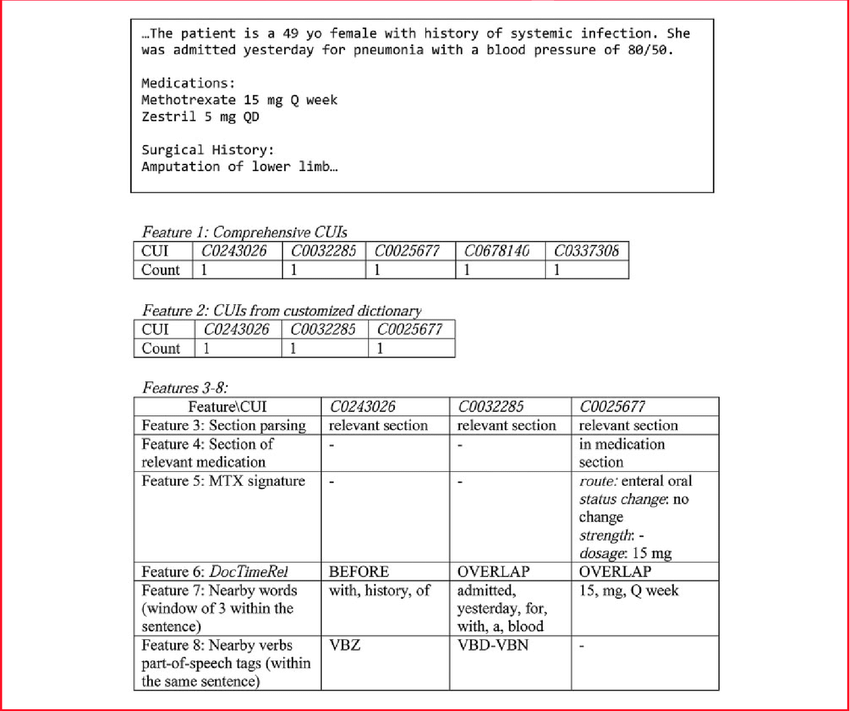 …The patient is a 49 yo female with history of systemic infection. She
was admitted yesterday for pneumonia with a blood pressure of 80/50.
Medications:
Methotrexate 15 mg Q week
Zestril 5 mg QD
Surgical History:
Amputation of lower limb…
Feature 1: Comprehensive CUIs
CUI C0243026 C0032285 C0025677 C0678140 C0337308
Count 1 1 1 1 1
Feature 2: CUIs from customized dictionary
CUI C0243026 C0032285 C0025677
Count 1 1 1
Features 3-8:
Feature\CUI C0243026 C0032285 C0025677
Feature 3: Section parsing relevant section relevant section relevant section
Feature 4: Section of - - in medication
relevant medication section
Feature 5: MTX signature - - route: enteral oral
status change: no
change
strength: -
dosage: 15 mg
Feature 6: DocTimeRel BEFORE OVERLAP OVERLAP
Feature 7: Nearby words with, history, of admitted, 15, mg, Q week
(window of 3 within the yesterday, for,
sentence) with, a, blood
Feature 8: Nearby verbs VBZ VBD-VBN -
part-of-speech tags (within
the same sentence)